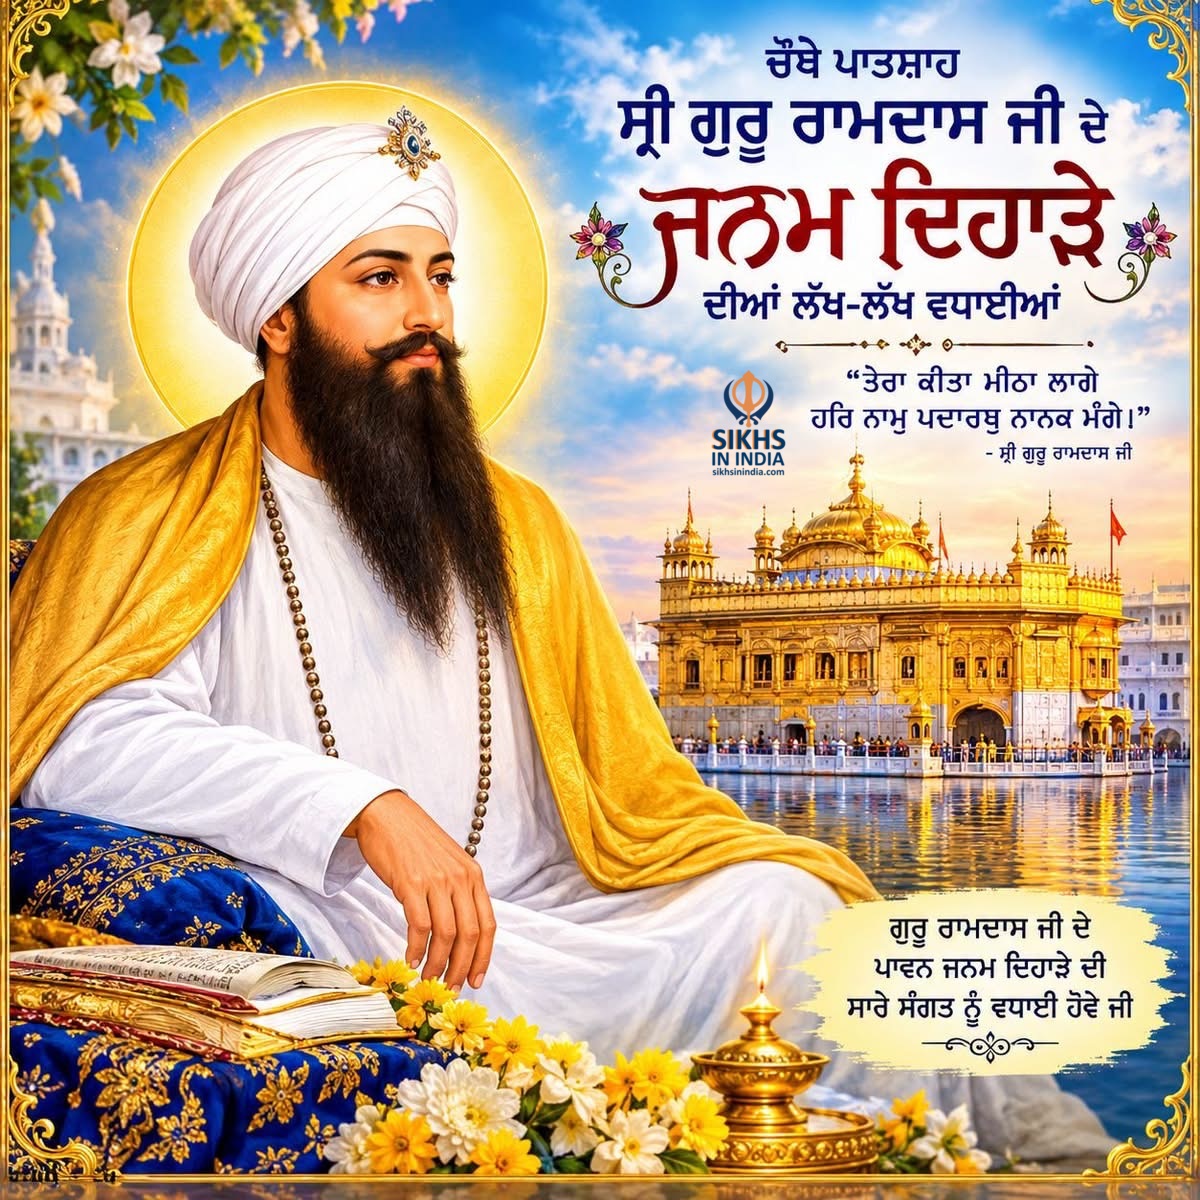 ਚੌਥੇ ਪਾਤਸ਼ਾਹ
ਸ੍ਰੀ ਗੁਰੂ ਰਾਮਦਾਸ ਜੀ ਦੇ
ਜਨਮ ਦਿਹਾੜੇ
ਦੀਆਂ ਲੱਖ-ਲੱਖ ਵਧਾਈਆਂ
“ਤੇਰਾ ਕੀਤਾ ਮੀਠਾ ਲਾਗੇ
ਹਰਿ ਨਾਮੁ ਪਦਾਰਥੁ ਨਾਨਕ ਮੰਗੇ।”
- ਸ੍ਰੀ ਗੁਰੂ ਰਾਮਦਾਸ ਜੀ
SIKHS
IN INDIA
sikhsinindia.com
ਗੁਰੂ ਰਾਮਦਾਸ ਜੀ ਦੇ
ਪਾਵਨ ਜਨਮ ਦਿਹਾੜੇ ਦੀ
ਸਾਰੇ ਸੰਗਤ ਨੂੰ ਵਧਾਈ ਹੋਵੇ ਜੀ